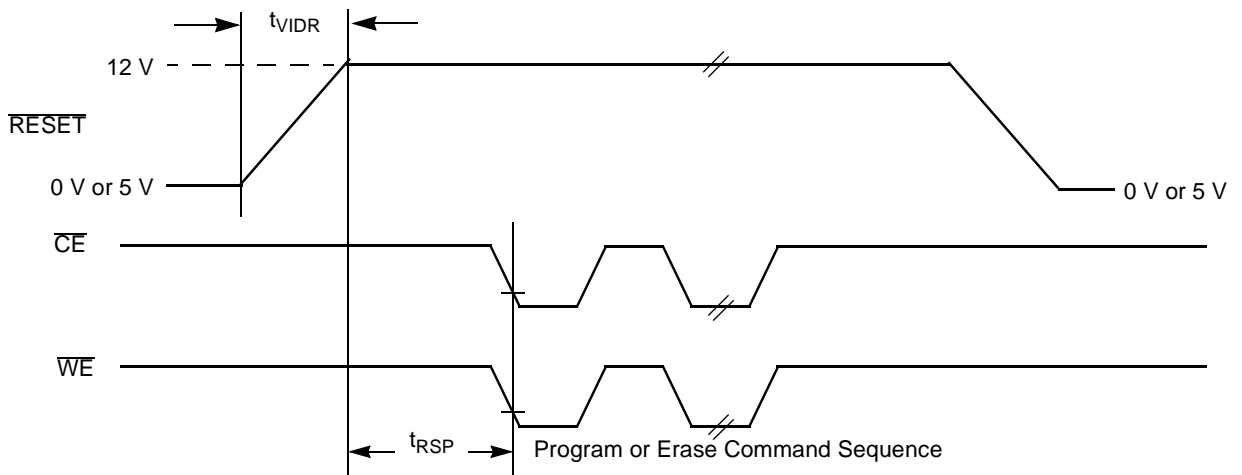 tVIDR
12 V
RESET
0 V or 5 V
0 V or 5 V
CE
WE
tRSP
Program or Erase Command Sequence